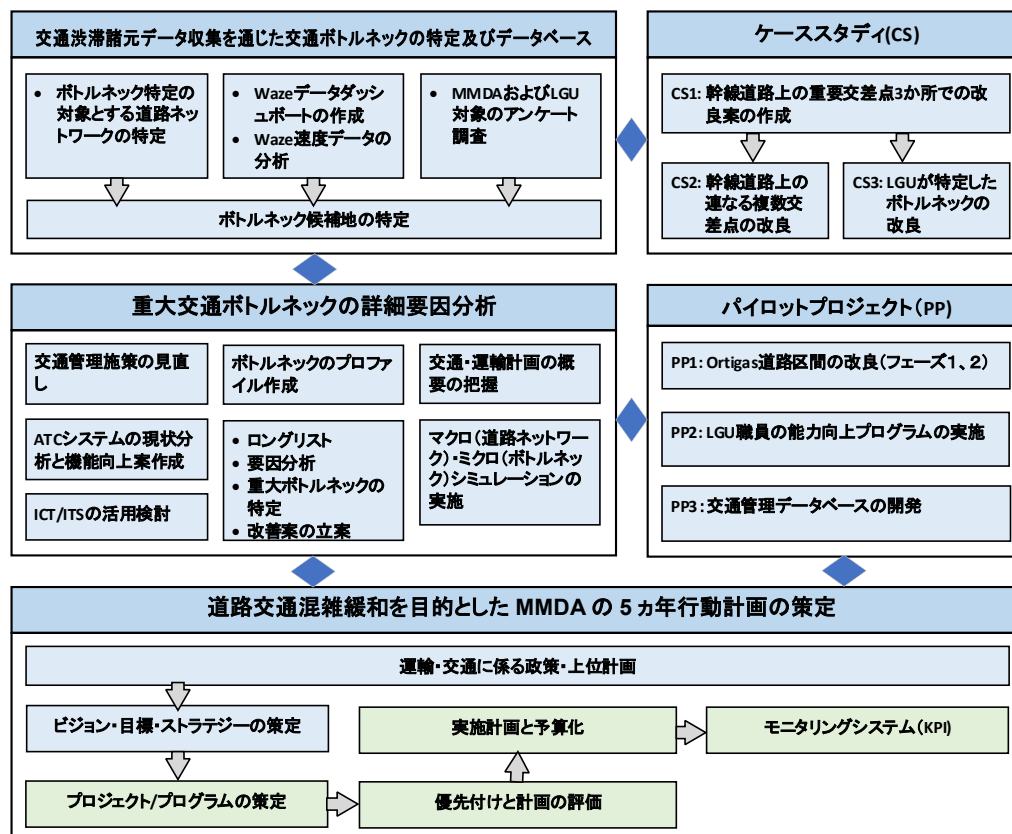 交通渋滞諸元データ収集を通じた交通ボトルネックの特定及びデータベース
• ボトルネック特定の
対象とする道路ネッ
トワークの特定
• Wazeデータダッシ
ュボートの作成
• Waze速度データの
分析
• MMDAおよびLGU
対象のアンケート
調査
ボトルネック候補地の特定
ケーススタディ(CS)
CS1: 幹線道路上の重要交差点3か所での改
良案の作成
CS2: 幹線道路上の
連なる複数交
差点の改良
CS3: LGUが特定した
ボトルネックの
改良
重大交通ボトルネックの詳細要因分析
交通管理施策の見直
し
ボトルネックのプロファ
イル作成
交通・運輸計画の概
要の把握
ATCシステムの現状分
析と機能向上案作成
• ロングリスト
• 要因分析
• 重大ボトルネックの
特定
• 改善案の立案
マクロ(道路ネットワー
ク)・ミクロ(ボトルネッ
ク)シミュレーションの
実施
ICT/ITSの活用検討
パイロットプロジェクト(PP)
PP1: Ortigas道路区間の改良(フェーズ1、2)
PP2: LGU職員の能力向上プログラムの実施
PP3: 交通管理データベースの開発
道路交通混雑緩和を目的とした MMDA の 5 ヵ年行動計画の策定
運輸・交通に係る政策・上位計画
ビジョン・目標・ストラテジーの策定
実施計画と予算化
モニタリングシステム(KPI)
プロジェクト/プログラムの策定
優先付けと計画の評価